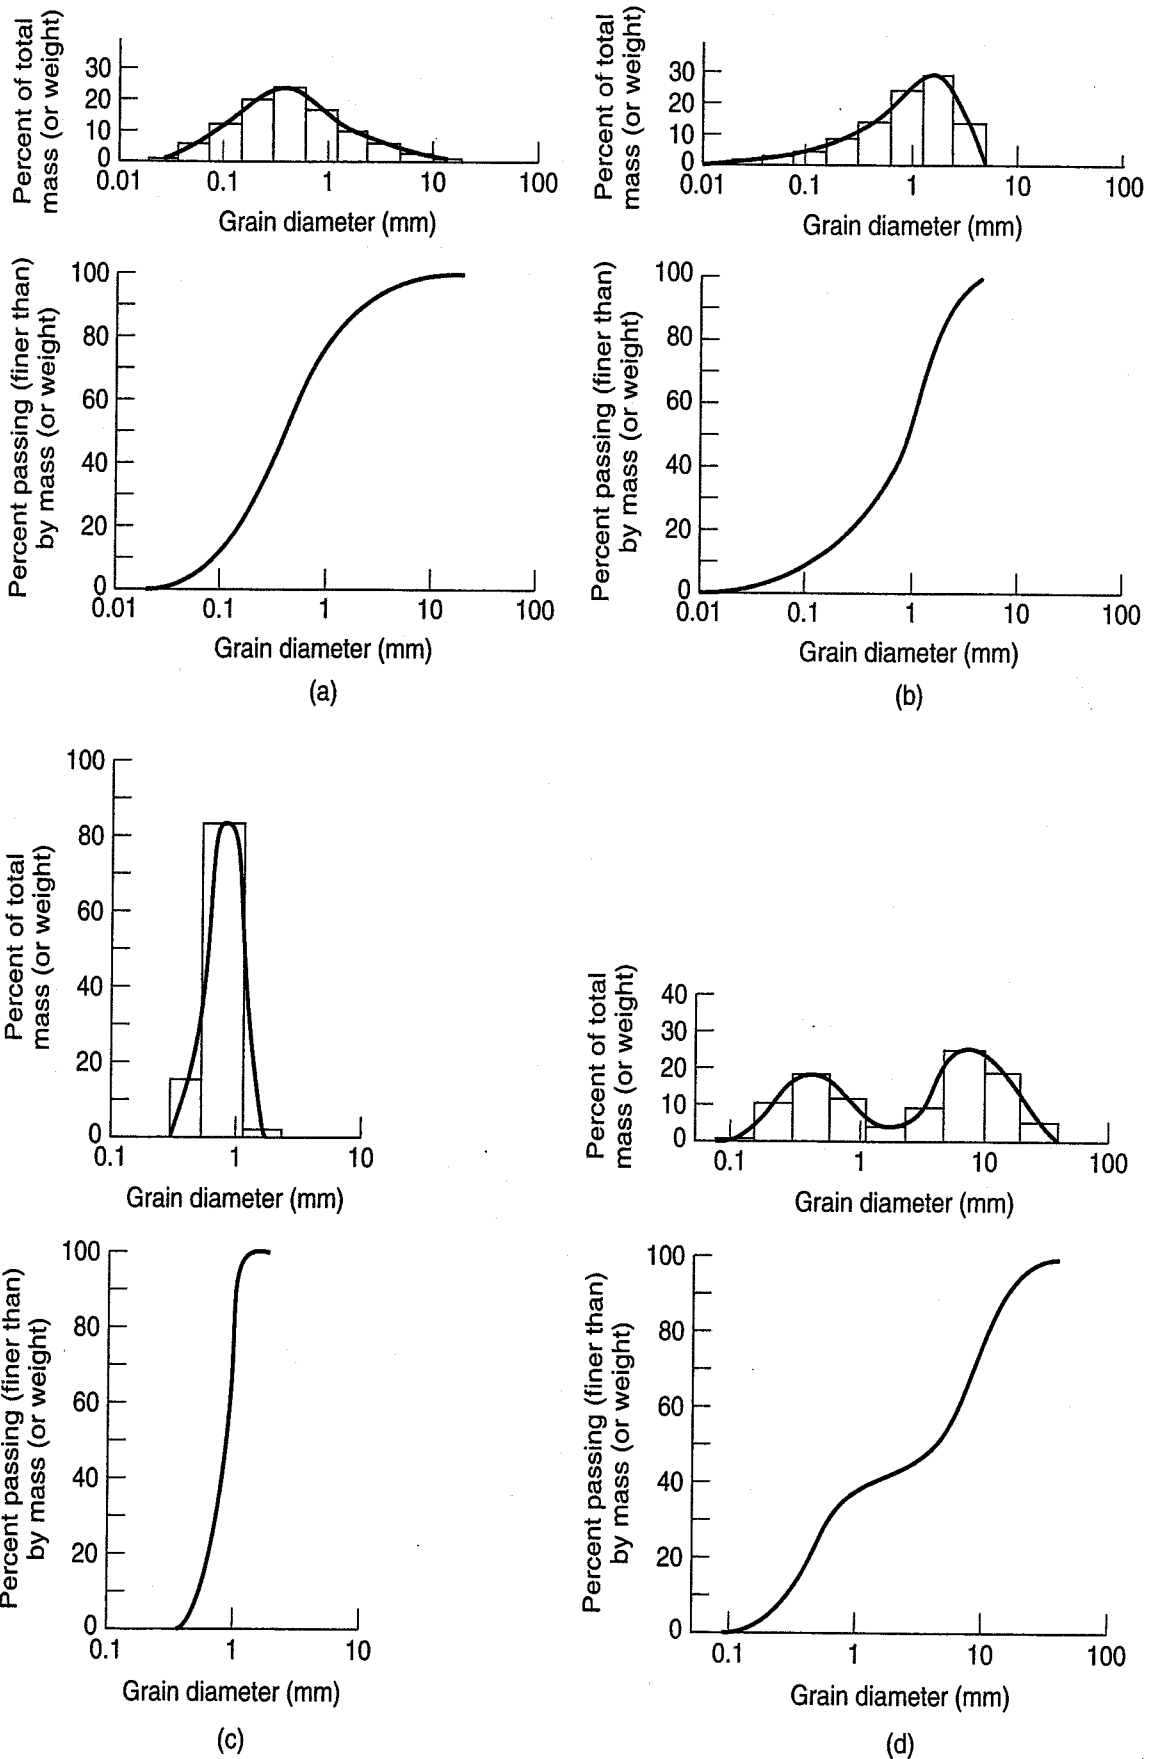 Percent of total
mass (or weight)
30
20
10
0
0.01
0.1
1
10
100
Grain diameter (mm)
Percent of total
mass (or weight)
30
20
10
0
0.01
0.1
1
10
100
Grain diameter (mm)
Percent passing (finer than)
by mass (or weight)
100
80
60
40
20
0
0.01
0.1
1
10
100
Grain diameter (mm)
(a)
Percent passing (finer than)
by mass (or weight)
100
80
60
40
20
0
0.01
0.1
1
10
100
Grain diameter (mm)
(b)
Percent of total
mass (or weight)
100
80
60
40
20
0
0.1
1
10
Grain diameter (mm)
Percent of total
mass (or weight)
40
30
20
10
0
0.1
1
10
100
Grain diameter (mm)
Percent passing (finer than)
by mass (or weight)
100
80
60
40
20
0
0.1
1
10
Grain diameter (mm)
(c)
Percent passing (finer than)
by mass (or weight)
100
80
60
40
20
0
0.1
1
10
100
Grain diameter (mm)
(d)